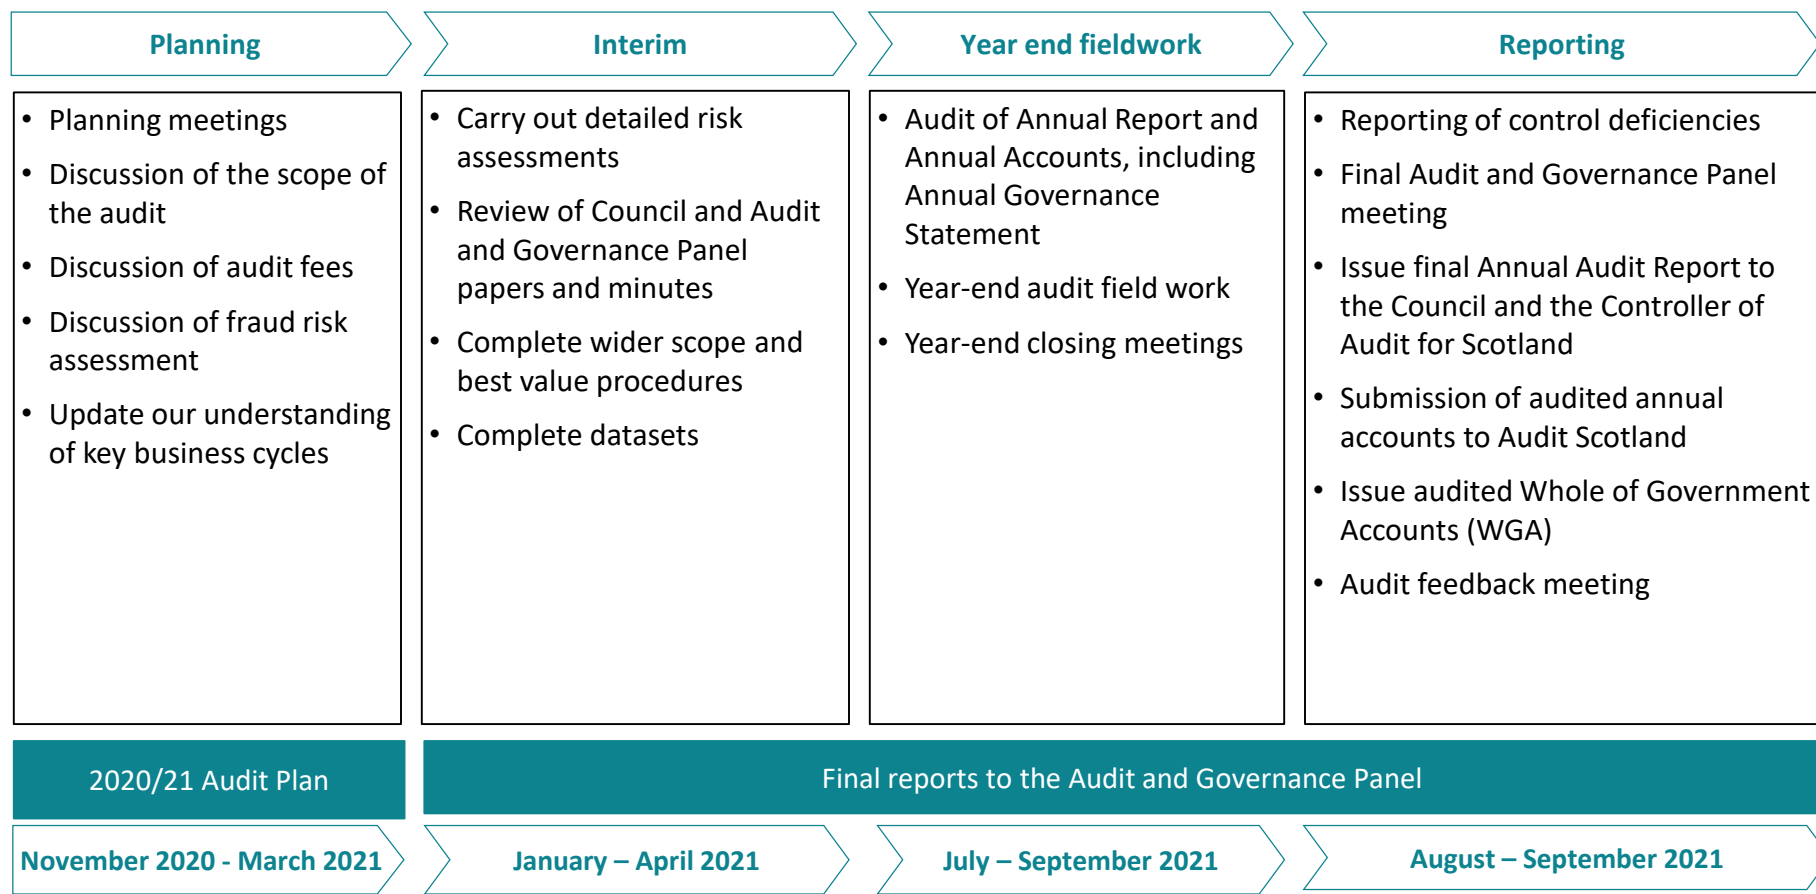 Planning
Interim
Year end fieldwork
Reporting
• Planning meetings
• Discussion of the scope of
the audit
• Discussion of audit fees
• Discussion of fraud risk
assessment
• Update our understanding
of key business cycles
• Carry out detailed risk
assessments
• Review of Council and Audit
and Governance Panel
papers and minutes
• Complete wider scope and
best value procedures
• Complete datasets
• Audit of Annual Report and
Annual Accounts, including
Annual Governance
Statement
• Year-end audit field work
• Year-end closing meetings
• Reporting of control deficiencies
• Final Audit and Governance Panel
meeting
• Issue final Annual Audit Report to
the Council and the Controller of
Audit for Scotland
• Submission of audited annual
accounts to Audit Scotland
• Issue audited Whole of Government
Accounts (WGA)
• Audit feedback meeting
2020/21 Audit Plan
Final reports to the Audit and Governance Panel
November 2020 - March 2021
January – April 2021
July – September 2021
August – September 2021